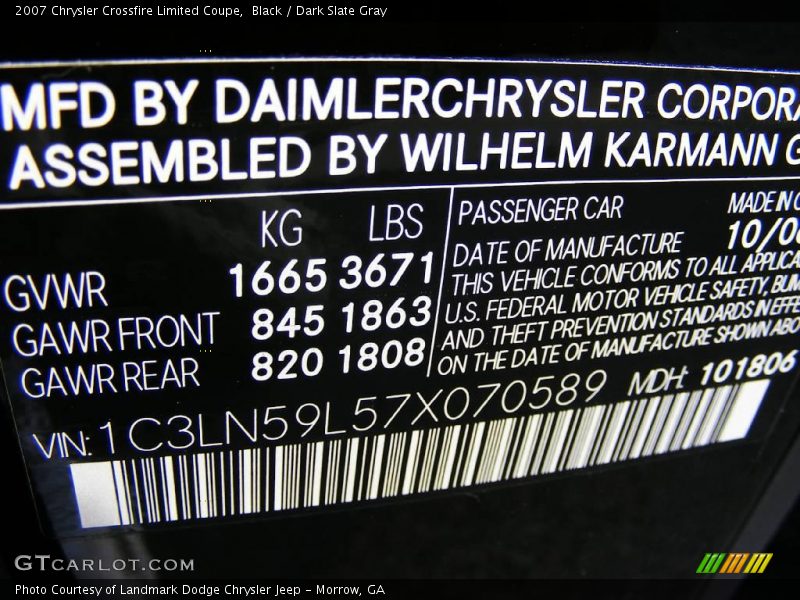 2007 Chrysler Crossfire Limited Coupe, Black / Dark Slate Gray
MFD BY DAIMLERCHRYSLER CORPORA
ASSEMBLED BY WILHELM KARMANN G
KG LBS
GVWR 1665 3671
GAWR FRONT 845 1863
GAWR REAR 820 1808
PASSENGER CAR MADE IN G
DATE OF MANUFACTURE 10/06
THIS VEHICLE CONFORMS TO ALL APPLICA
U.S. FEDERAL MOTOR VEHICLE SAFETY, BUM
AND THEFT PREVENTION STANDARDS IN EFFE
ON THE DATE OF MANUFACTURE SHOWN ABO
VIN: 1C3LN59L57X070589 MDH: 101806
GTCARLOT.COM
Photo Courtesy of Landmark Dodge Chrysler Jeep - Morrow, GA